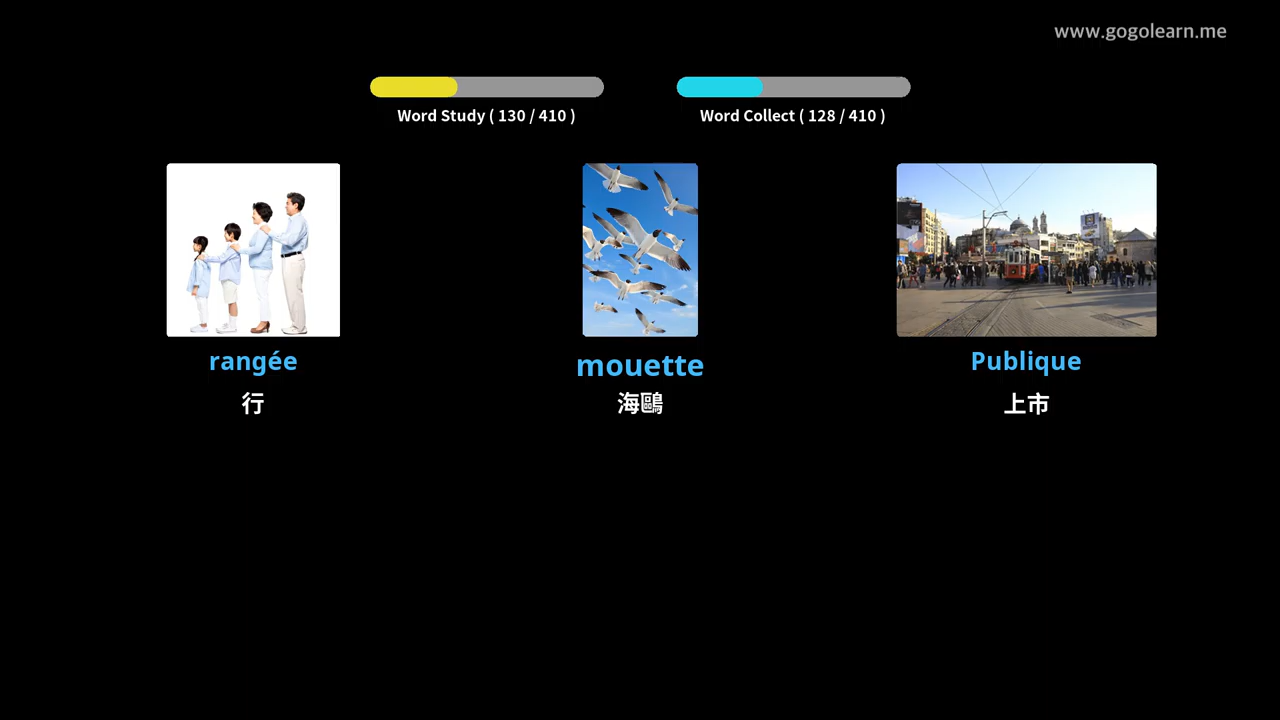 www.gogolearn.me
Word Study ( 130 / 410 )
Word Collect ( 128 / 410 )
rangée
mouette
Publique
行
海鷗
上市